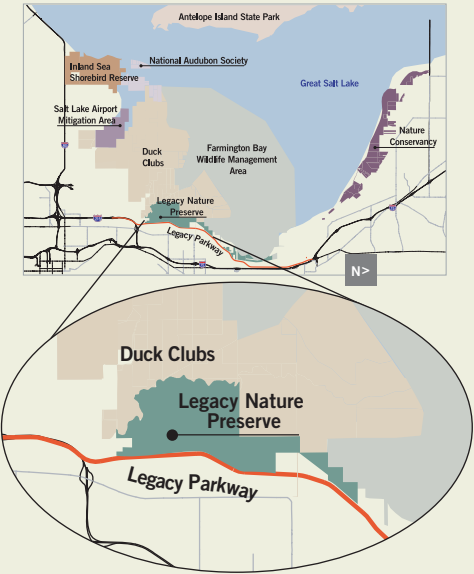 Antelope Island State Park
National Audubon Society
Inland Sea
Shorebird Reserve
Great Salt Lake
Salt Lake Airport
Mitigation Area
Nature
Conservancy
Duck
Clubs
Farmington Bay
Wildlife Management
Area
Legacy Nature
Preserve
Legacy Parkway
N>
Duck Clubs
Legacy Nature
Preserve
Legacy Parkway